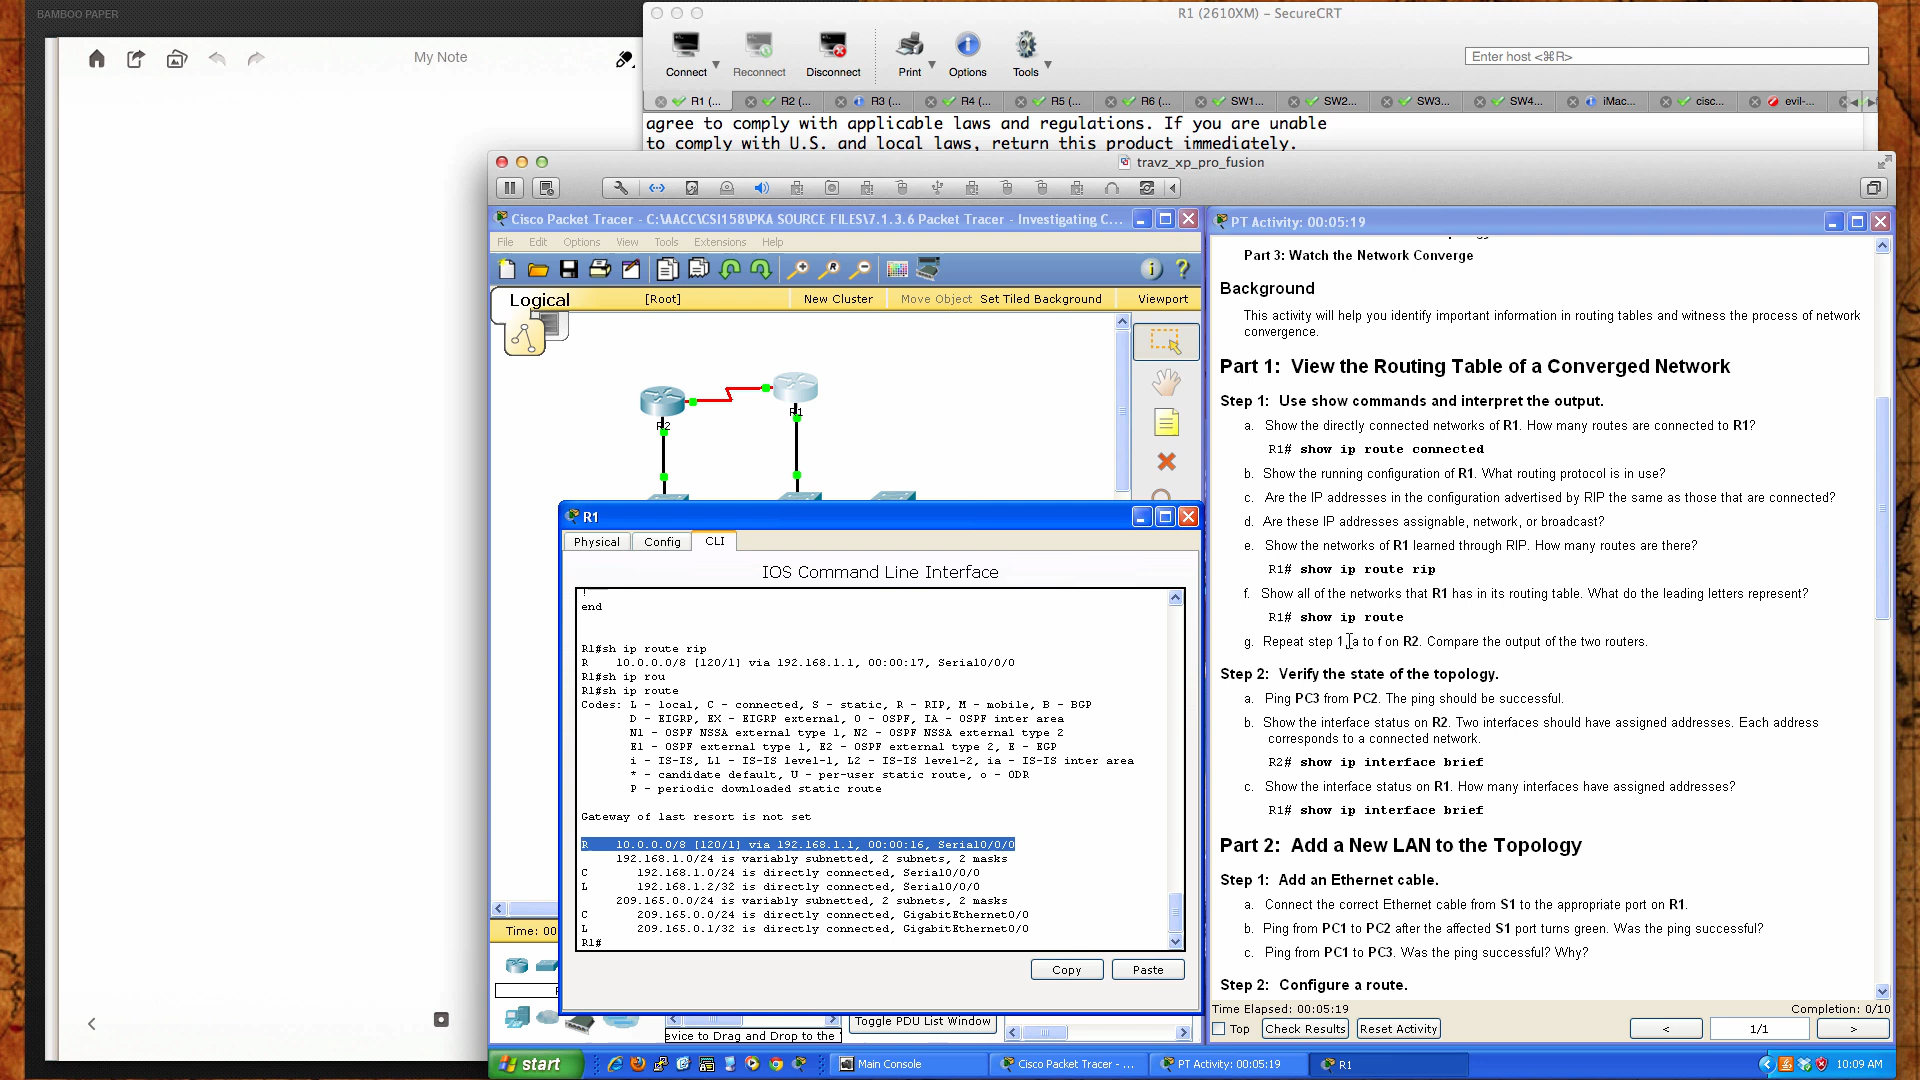 BAMBOO PAPER
My Note
R1 (2610XM) – SecureCRT
Connect
Reconnect
Disconnect
Print
Options
Tools
Enter host <⌘R>
R1 (...
R2 (...
R3 (...
R4 (...
R5 (...
R6 (...
SW1...
SW2...
SW3...
SW4...
iMac...
cisc...
evil-...
agree to comply with applicable laws and regulations. If you are unable
to comply with U.S. and local laws, return this product immediately.
travz_xp_pro_fusion
Cisco Packet Tracer - C:\AACC\CSI158\PKA SOURCE FILES\7.1.3.6 Packet Tracer - Investigating C...
File Edit Options View Tools Extensions Help
Logical
[Root]
New Cluster
Move Object
Set Tiled Background
Viewport
R2
R1
R1
Physical
Config
CLI
IOS Command Line Interface
!
end
R1#sh ip route rip
R 10.0.0.0/8 [120/1] via 192.168.1.1, 00:00:17, Serial0/0/0
R1#sh ip rou
R1#sh ip route
Codes: L - local, C - connected, S - static, R - RIP, M - mobile, B - BGP
D - EIGRP, EX - EIGRP external, O - OSPF, IA - OSPF inter area
N1 - OSPF NSSA external type 1, N2 - OSPF NSSA external type 2
E1 - OSPF external type 1, E2 - OSPF external type 2, E - EGP
i - IS-IS, L1 - IS-IS level-1, L2 - IS-IS level-2, ia - IS-IS inter area
* - candidate default, U - per-user static route, o - ODR
P - periodic downloaded static route
Gateway of last resort is not set
R 10.0.0.0/8 [120/1] via 192.168.1.1, 00:00:16, Serial0/0/0
192.168.1.0/24 is variably subnetted, 2 subnets, 2 masks
C 192.168.1.0/24 is directly connected, Serial0/0/0
L 192.168.1.2/32 is directly connected, Serial0/0/0
209.165.0.0/24 is variably subnetted, 2 subnets, 2 masks
C 209.165.0.0/24 is directly connected, GigabitEthernet0/0
L 209.165.0.1/32 is directly connected, GigabitEthernet0/0
R1#
Copy
Paste
Time: 00
Toggle PDU List Window
evice to Drag and Drop to the
PT Activity: 00:05:19
Part 3: Watch the Network Converge
Background
This activity will help you identify important information in routing tables and witness the process of network
convergence.
Part 1: View the Routing Table of a Converged Network
Step 1: Use show commands and interpret the output.
a. Show the directly connected networks of R1. How many routes are connected to R1?
R1# show ip route connected
b. Show the running configuration of R1. What routing protocol is in use?
c. Are the IP addresses in the configuration advertised by RIP the same as those that are connected?
d. Are these IP addresses assignable, network, or broadcast?
e. Show the networks of R1 learned through RIP. How many routes are there?
R1# show ip route rip
f. Show all of the networks that R1 has in its routing table. What do the leading letters represent?
R1# show ip route
g. Repeat step 1 a to f on R2. Compare the output of the two routers.
Step 2: Verify the state of the topology.
a. Ping PC3 from PC2. The ping should be successful.
b. Show the interface status on R2. Two interfaces should have assigned addresses. Each address
corresponds to a connected network.
R2# show ip interface brief
c. Show the interface status on R1. How many interfaces have assigned addresses?
R1# show ip interface brief
Part 2: Add a New LAN to the Topology
Step 1: Add an Ethernet cable.
a. Connect the correct Ethernet cable from S1 to the appropriate port on R1.
b. Ping from PC1 to PC2 after the affected S1 port turns green. Was the ping successful?
c. Ping from PC1 to PC3. Was the ping successful? Why?
Step 2: Configure a route.
Time Elapsed: 00:05:19
Completion: 0/10
Top
Check Results
Reset Activity
<
1/1
>
start
Main Console
Cisco Packet Tracer - ...
PT Activity: 00:05:19
R1
10:09 AM